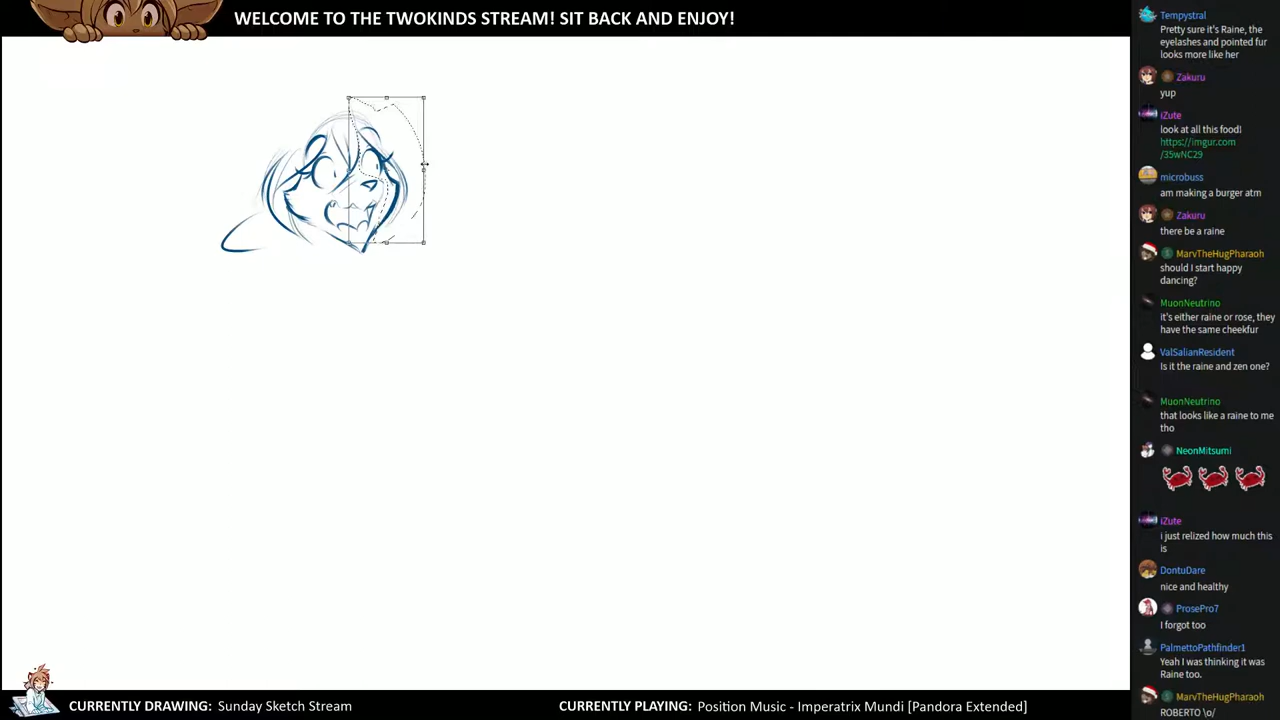 WELCOME TO THE TWOKINDS STREAM! SIT BACK AND ENJOY!
Tempystral
Pretty sure it's Raine, the
eyelashes and pointed fur
looks more like her
Zakuru
yup
iZute
look at all this food!
https://imgur.com
/35wNC29
microbuss
am making a burger atm
Zakuru
there be a raine
MarvTheHugPharaoh
should I start happy
dancing?
MuonNeutrino
it's either raine or rose, they
have the same cheekfur
ValSalianResident
Is it the raine and zen one?
MuonNeutrino
that looks like a raine to me
tho
NeonMitsumi
iZute
i just relized how much this
is
DontuDare
nice and healthy
ProsePro7
I forgot too
PalmettoPathfinder1
Yeah I was thinking it was
Raine too.
MarvTheHugPharaoh
ROBERTO \o/
CURRENTLY DRAWING: Sunday Sketch Stream
CURRENTLY PLAYING: Position Music - Imperatrix Mundi [Pandora Extended]